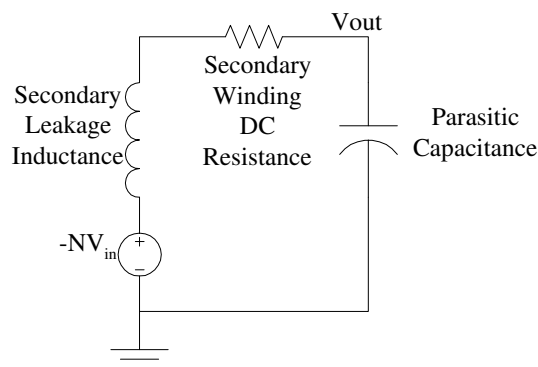 Vout
Secondary
Winding
DC
Resistance
Secondary
Leakage
Inductance
Parasitic
Capacitance
-NVin
+
−